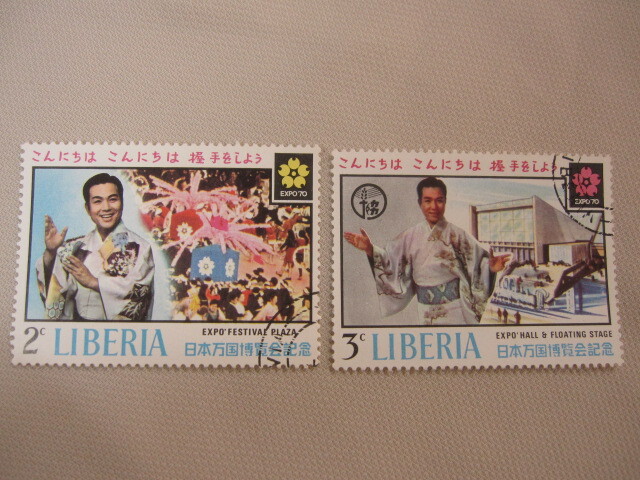 こんにちは こんにちは 握手をしよう
EXPO'70
EXPO'FESTIVAL PLAZA
2c LIBERIA
日本万国博覧会記念
こんにちは こんにちは 握手をしよう
EXPO'70
EXPO'HALL & FLOATING STAGE
3c LIBERIA
日本万国博覧会記念